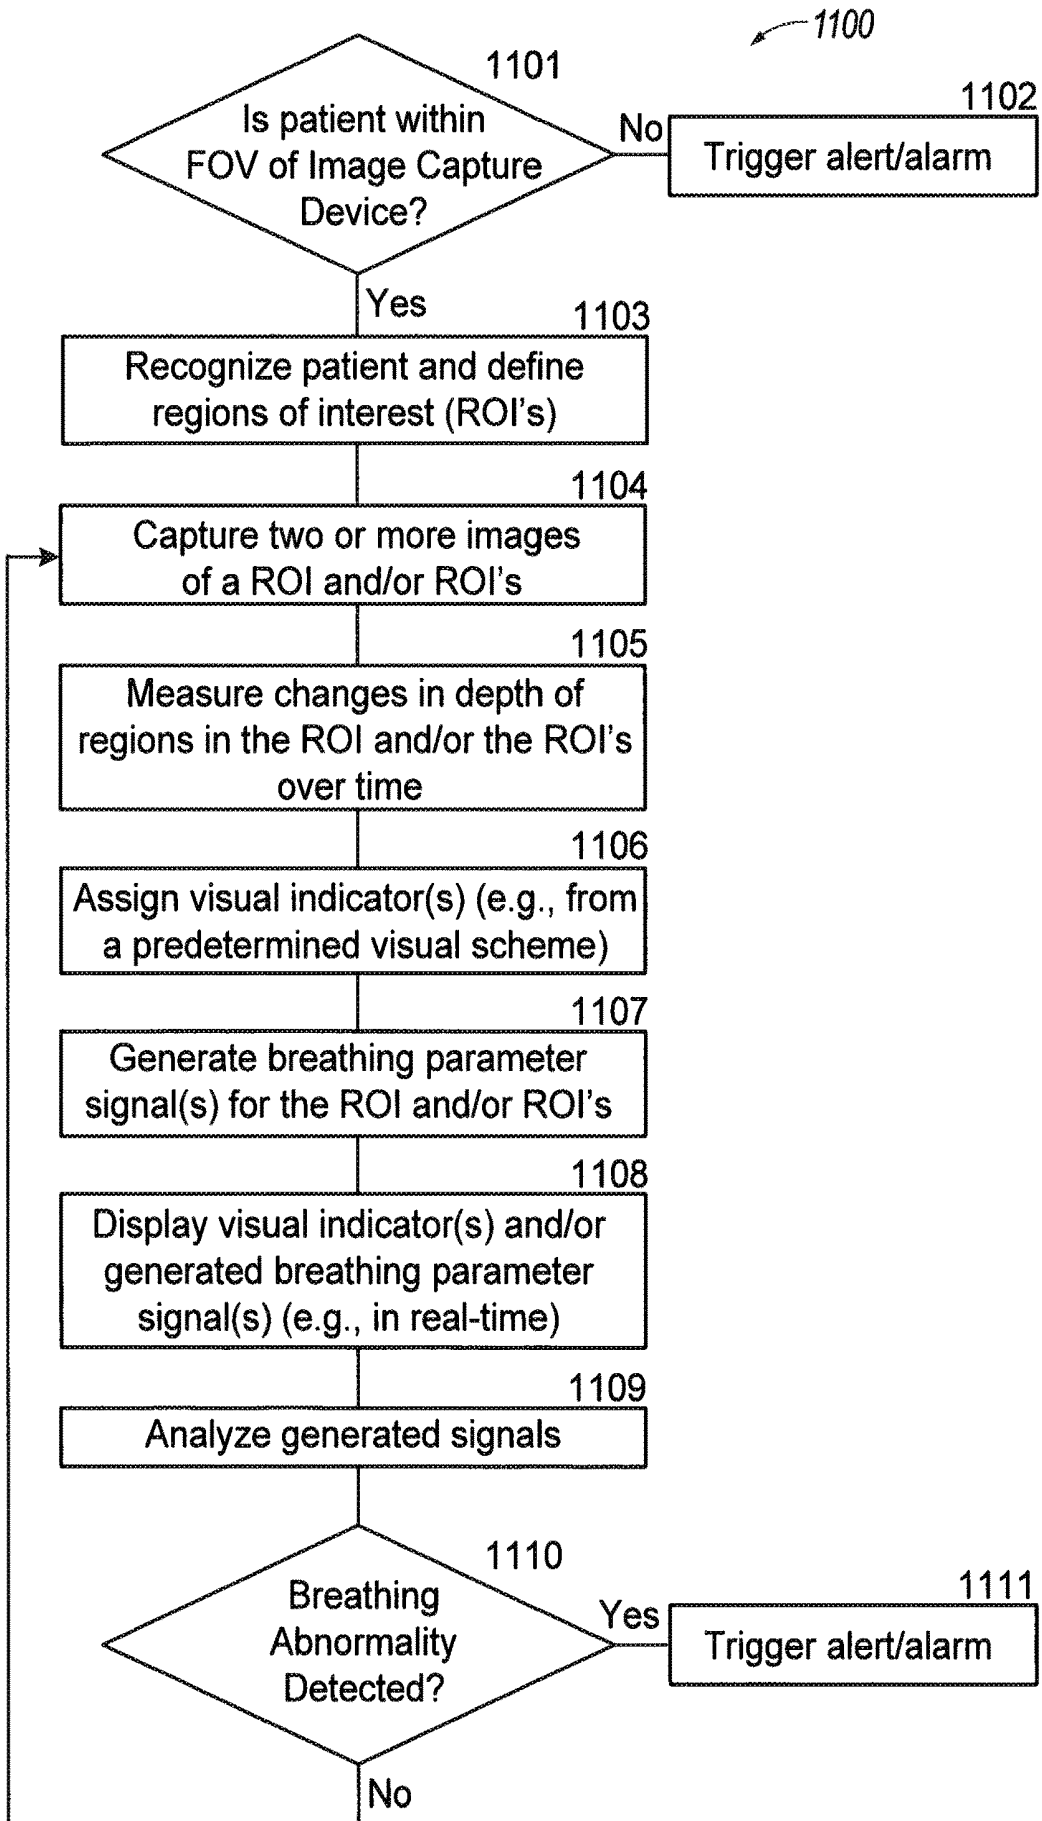 1100
1101
Is patient within
FOV of Image Capture
Device?
No
1102
Trigger alert/alarm
Yes
1103
Recognize patient and define
regions of interest (ROI's)
1104
Capture two or more images
of a ROI and/or ROI's
1105
Measure changes in depth of
regions in the ROI and/or the ROI's
over time
1106
Assign visual indicator(s) (e.g., from
a predetermined visual scheme)
1107
Generate breathing parameter
signal(s) for the ROI and/or ROI's
1108
Display visual indicator(s) and/or
generated breathing parameter
signal(s) (e.g., in real-time)
1109
Analyze generated signals
1110
Breathing
Abnormality
Detected?
Yes
1111
Trigger alert/alarm
No